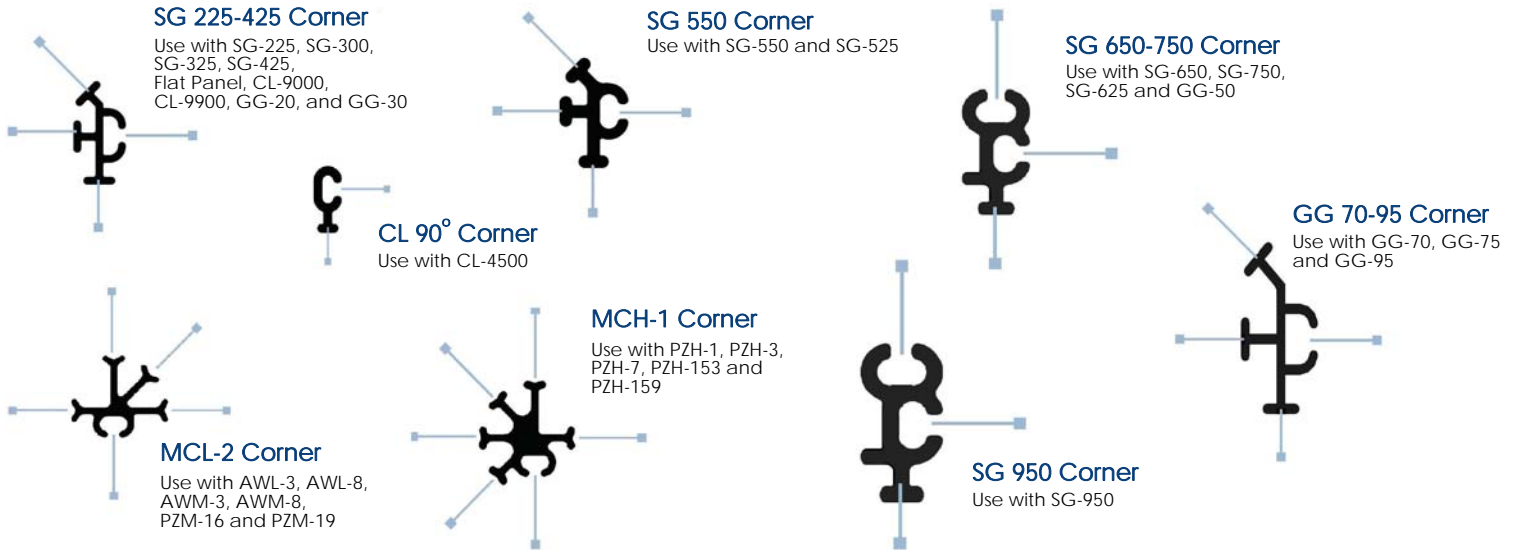 SG 225-425 Corner
Use with SG-225, SG-300,
SG-325, SG-425,
Flat Panel, CL-9000,
CL-9900, GG-20, and GG-30
SG 550 Corner
Use with SG-550 and SG-525
SG 650-750 Corner
Use with SG-650, SG-750,
SG-625 and GG-50
CL 90° Corner
Use with CL-4500
GG 70-95 Corner
Use with GG-70, GG-75
and GG-95
MCL-2 Corner
Use with AWL-3, AWL-8,
AWM-3, AWM-8,
PZM-16 and PZM-19
MCH-1 Corner
Use with PZH-1, PZH-3,
PZH-7, PZH-153 and
PZH-159
SG 950 Corner
Use with SG-950